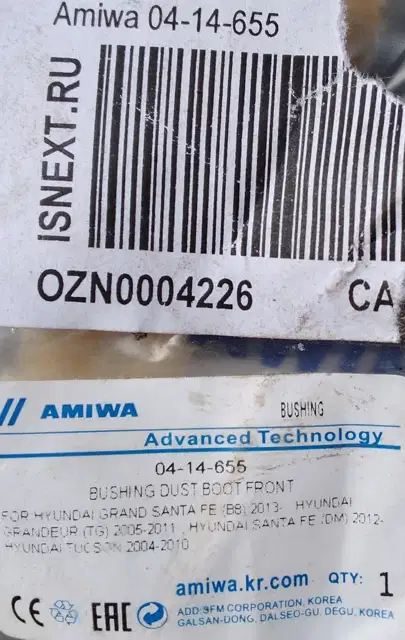 Amiwa 04-14-655
ISNEXT.RU
OZN0004226 CA
// AMIWA BUSHING
Advanced Technology
04-14-655
BUSHING DUST BOOT FRONT
FOR HYUNDAI GRAND SANTA FE (B8) 2013- HYUNDAI
GRANDEUR (TG) 2005-2011 , HYUNDAI SANTA FE (DM) 2012-
HYUNDAI TUCSON 2004-2010
amiwa.kr.com QTY: 1
CE EAC ADD:3FM CORPORATION, KOREA
GALSAN-DONG, DALSEO-GU. DEGU, KOREA